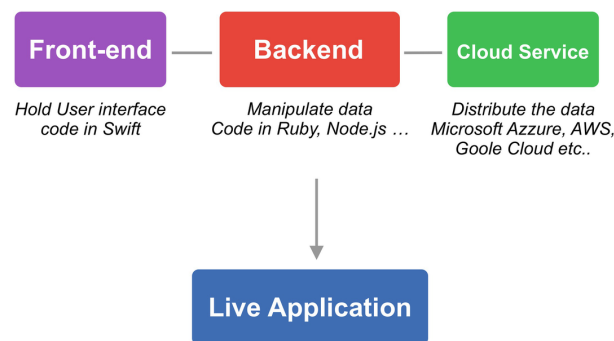 Front-end
Backend
Cloud Service
Hold User interface
code in Swift
Manipulate data
Code in Ruby, Node.js ...
Distribute the data
Microsoft Azzure, AWS,
Goole Cloud etc..
Live Application